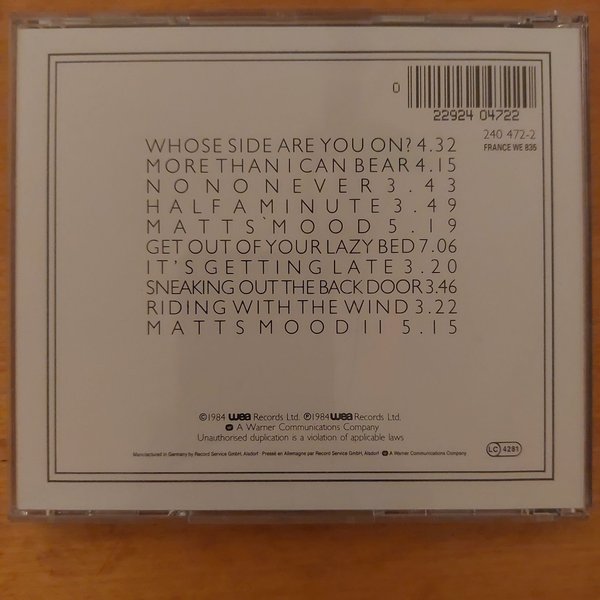 0
22924 04722
240 472-2
FRANCE WE 835
WHOSE SIDE ARE YOU ON? 4.32
MORE THAN I CAN BEAR 4.15
NO NO NEVER 3.43
HALF A MINUTE 3.49
MATTS' MOOD 5.19
GET OUT OF YOUR LAZY BED 7.06
IT'S GETTING LATE 3.20
SNEAKING OUT THE BACK DOOR 3.46
RIDING WITH THE WIND 3.22
MATTS MOOD II 5.15
©1984 wea Records Ltd. ℗1984 wea Records Ltd.
A Warner Communications Company
Unauthorised duplication is a violation of applicable laws
Manufactured in Germany by Record Service GmbH, Alsdorf · Pressé en Allemagne par Record Service GmbH, Alsdorf · A Warner Communications Company
LC 4281